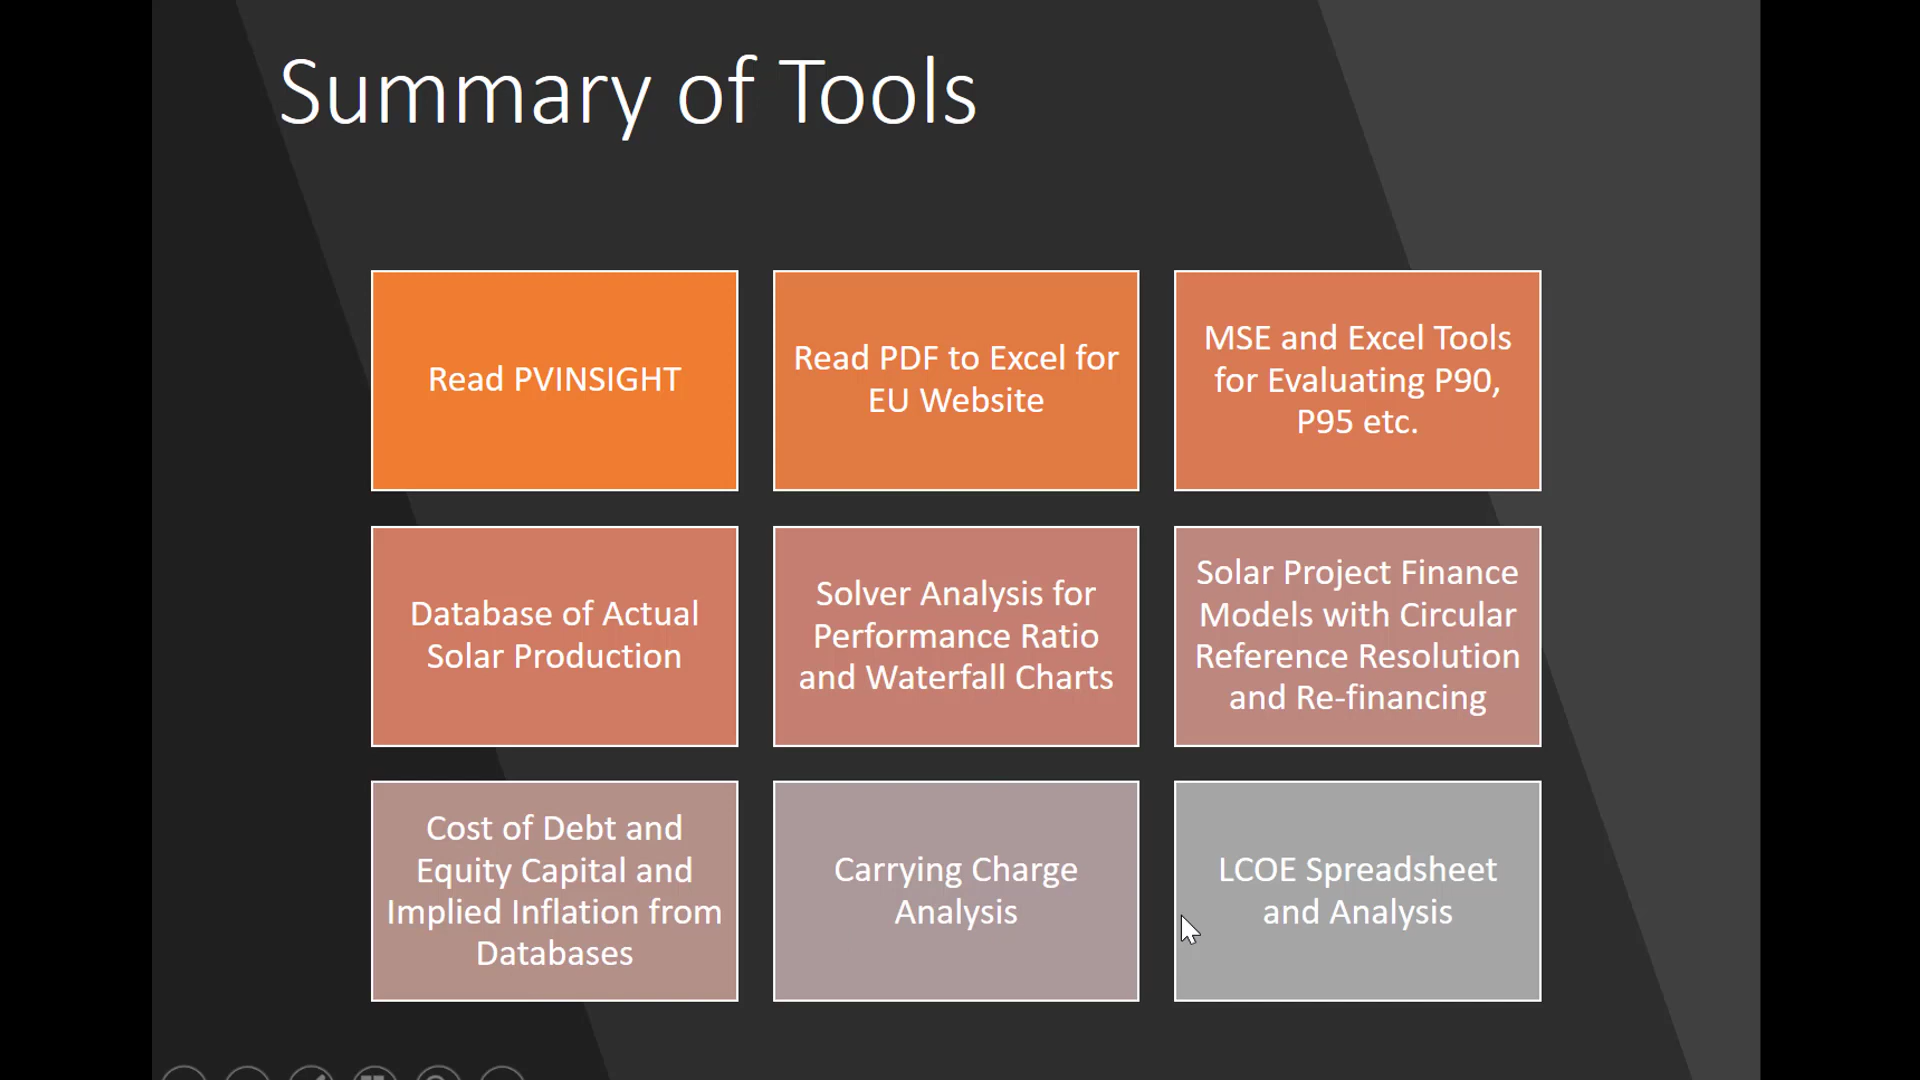 Summary of Tools
Read PVINSIGHT
Read PDF to Excel for
EU Website
MSE and Excel Tools
for Evaluating P90,
P95 etc.
Database of Actual
Solar Production
Solver Analysis for
Performance Ratio
and Waterfall Charts
Solar Project Finance
Models with Circular
Reference Resolution
and Re-financing
Cost of Debt and
Equity Capital and
Implied Inflation from
Databases
Carrying Charge
Analysis
LCOE Spreadsheet
and Analysis